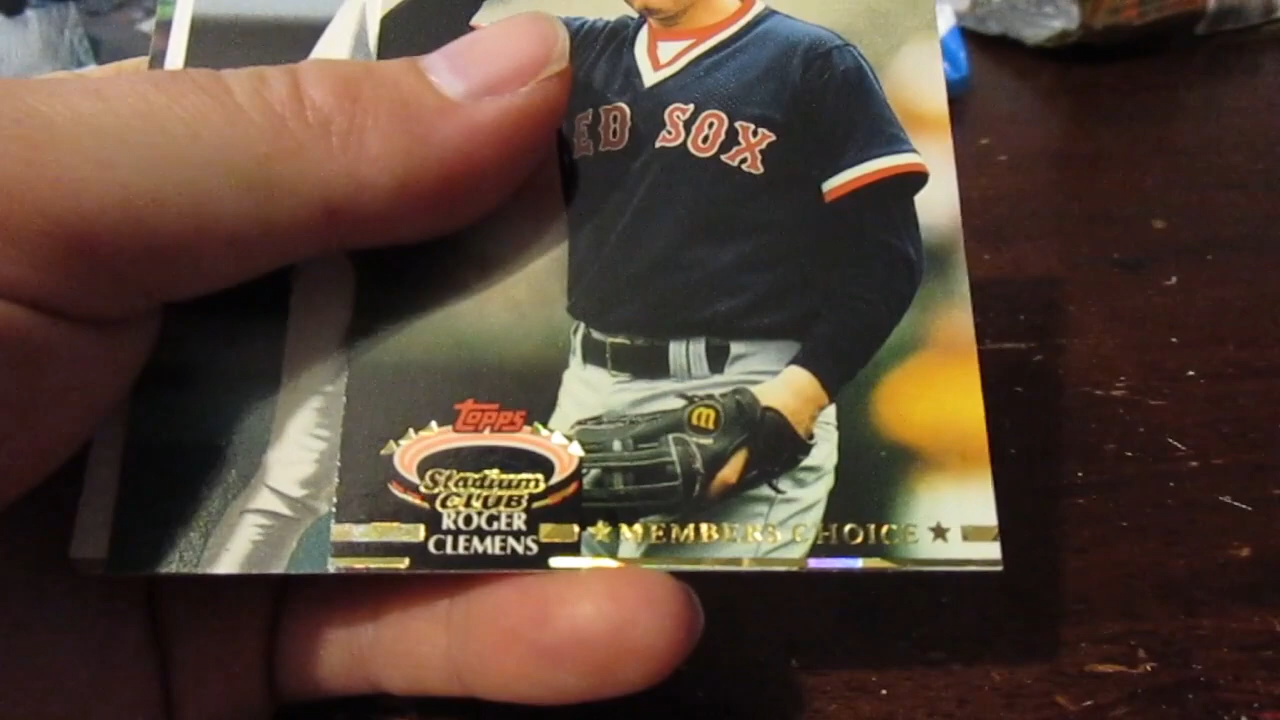 ED SOX
Topps
Stadium
CLUB
ROGER
CLEMENS
MEMBERS CHOICE